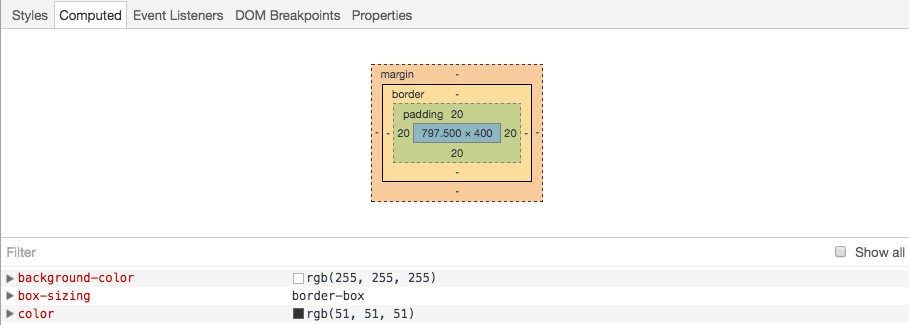 Styles Computed Event Listeners DOM Breakpoints Properties
margin -
border -
padding 20
- - 20 797.500 × 400 20 - -
20
-
-
Filter Show all
background-color rgb(255, 255, 255)
box-sizing border-box
color rgb(51, 51, 51)